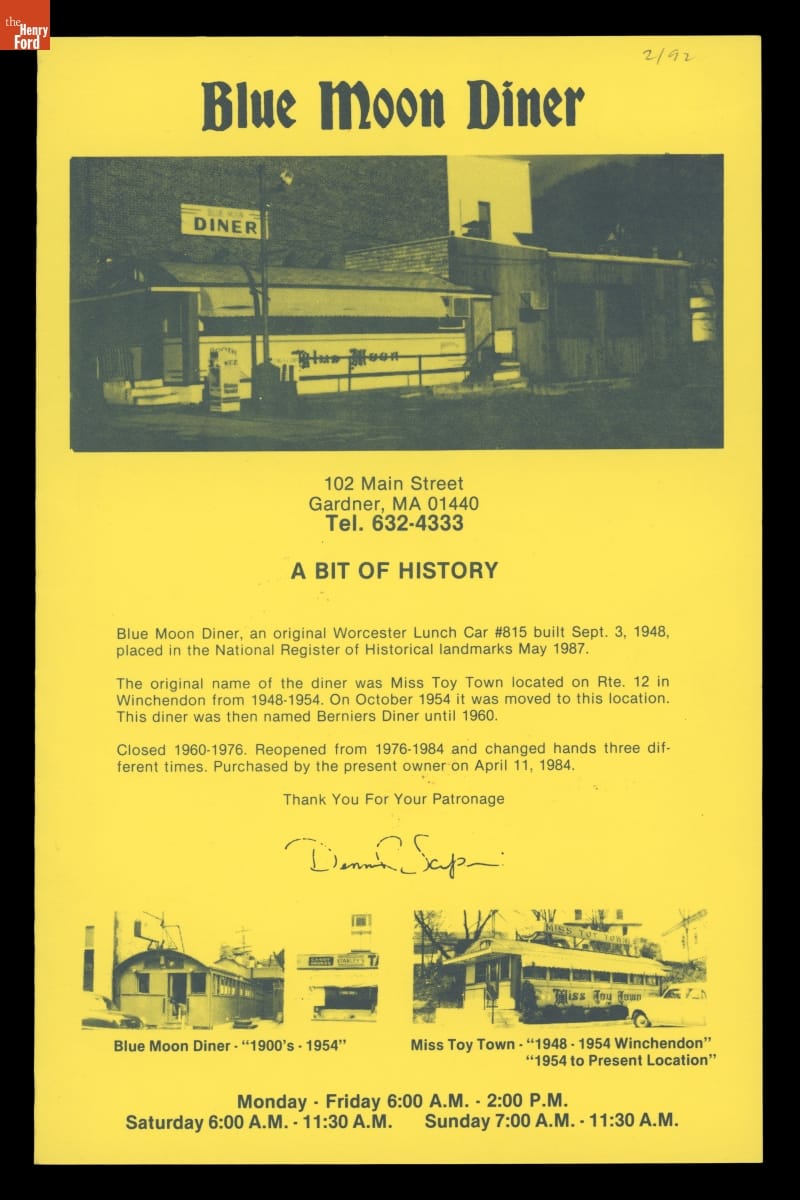 the
Henry
Ford
2/92
Blue Moon Diner
BLUE MOON
DINER
Blue Moon
102 Main Street
Gardner, MA 01440
Tel. 632-4333
A BIT OF HISTORY
Blue Moon Diner, an original Worcester Lunch Car #815 built Sept. 3, 1948,
placed in the National Register of Historical landmarks May 1987.
The original name of the diner was Miss Toy Town located on Rte. 12 in
Winchendon from 1948-1954. On October 1954 it was moved to this location.
This diner was then named Berniers Diner until 1960.
Closed 1960-1976. Reopened from 1976-1984 and changed hands three dif-
ferent times. Purchased by the present owner on April 11, 1984.
Thank You For Your Patronage
MISS TOY TOWN
Miss Toy Town
Blue Moon Diner - "1900's - 1954"
Miss Toy Town - "1948 - 1954 Winchendon"
"1954 to Present Location"
Monday - Friday 6:00 A.M. - 2:00 P.M.
Saturday 6:00 A.M. - 11:30 A.M. Sunday 7:00 A.M. - 11:30 A.M.